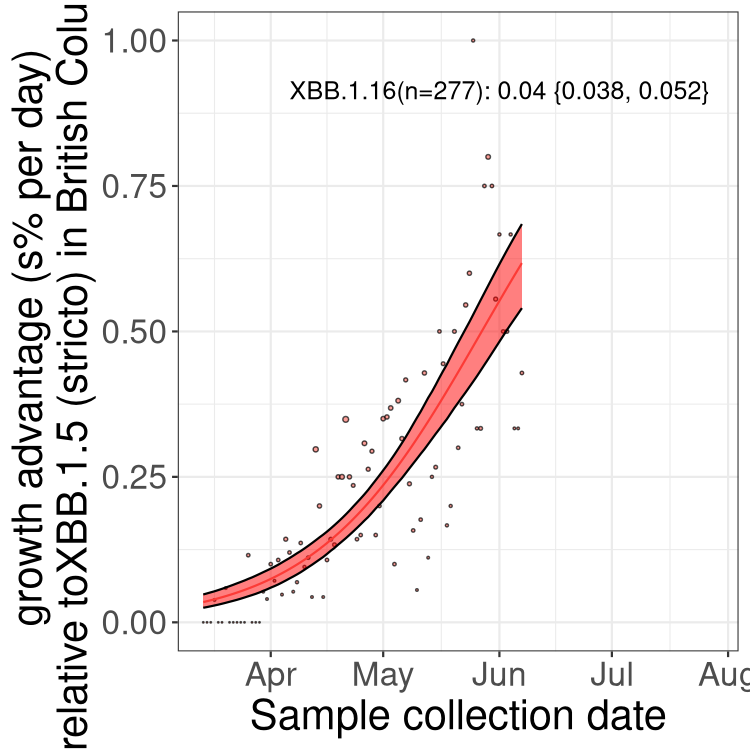 growth advantage (s% per day)
relative toXBB.1.5 (stricto) in British Colu
1.00
0.75
0.50
0.25
0.00
XBB.1.16(n=277): 0.04 {0.038, 0.052}
Apr May Jun Jul Aug
Sample collection date